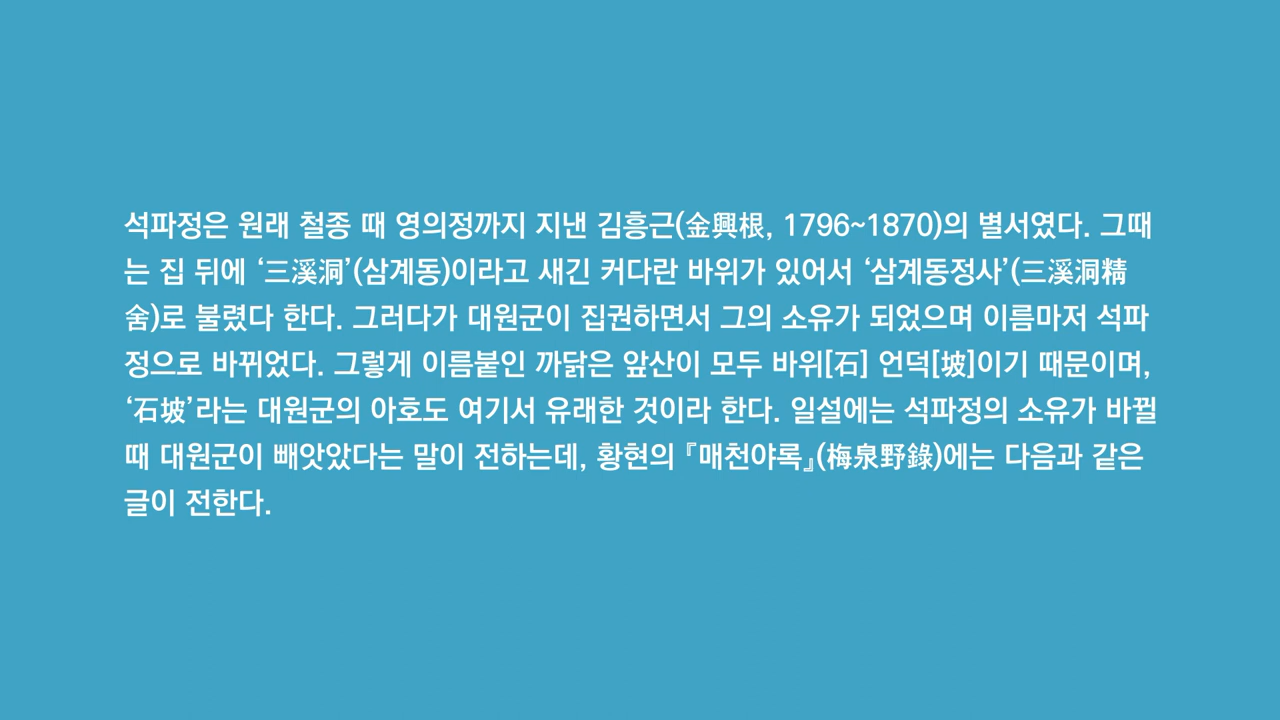 석파정은 원래 철종 때 영의정까지 지낸 김흥근(金興根, 1796~1870)의 별서였다. 그때
는 집 뒤에 ‘三溪洞’(삼계동)이라고 새긴 커다란 바위가 있어서 ‘삼계동정사’(三溪洞精
舍)로 불렸다 한다. 그러다가 대원군이 집권하면서 그의 소유가 되었으며 이름마저 석파
정으로 바뀌었다. 그렇게 이름붙인 까닭은 앞산이 모두 바위[石] 언덕[坡]이기 때문이며,
‘石坡’라는 대원군의 아호도 여기서 유래한 것이라 한다. 일설에는 석파정의 소유가 바뀔
때 대원군이 빼앗았다는 말이 전하는데, 황현의 『매천야록』(梅泉野錄)에는 다음과 같은
글이 전한다.